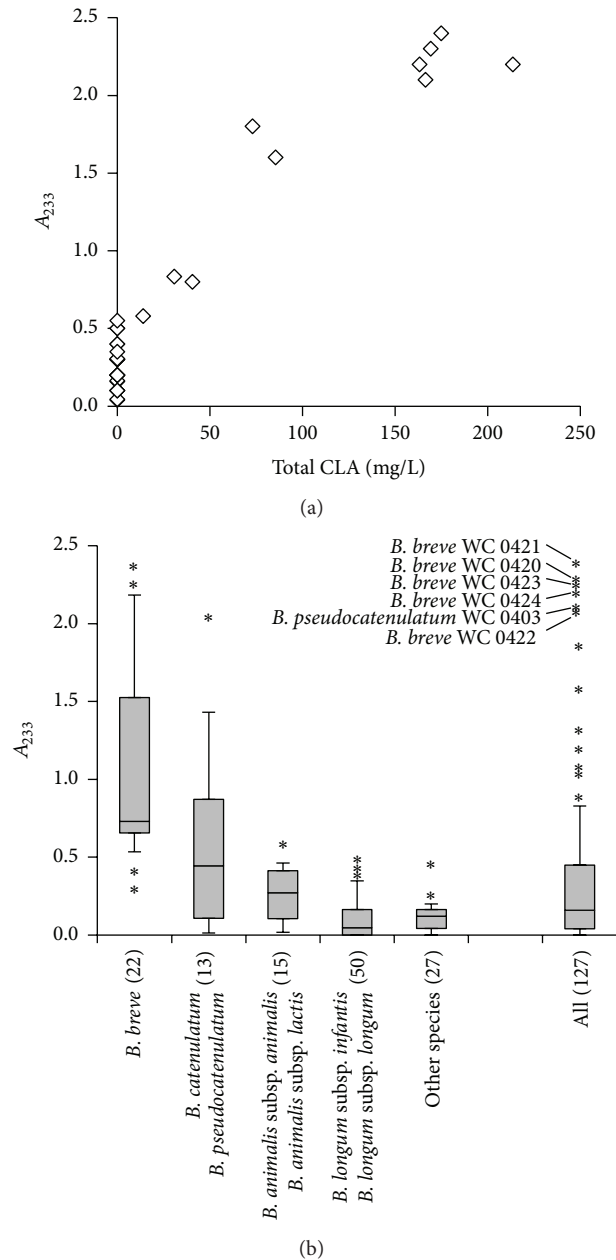 2.5
2.0
1.5
1.0
0.5
0.0
A233
0 50 100 150 200 250
Total CLA (mg/L)
(a)
2.5
2.0
1.5
1.0
0.5
0.0
A233
B. breve WC 0421
B. breve WC 0420
B. breve WC 0423
B. breve WC 0424
B. pseudocatenulatum WC 0403
B. breve WC 0422
B. breve (22)
B. catenulatum (13)
B. pseudocatenulatum
B. animalis subsp. animalis (15)
B. animalis subsp. lactis
B. longum subsp. infantis (50)
B. longum subsp. longum
Other species (27)
All (127)
(b)